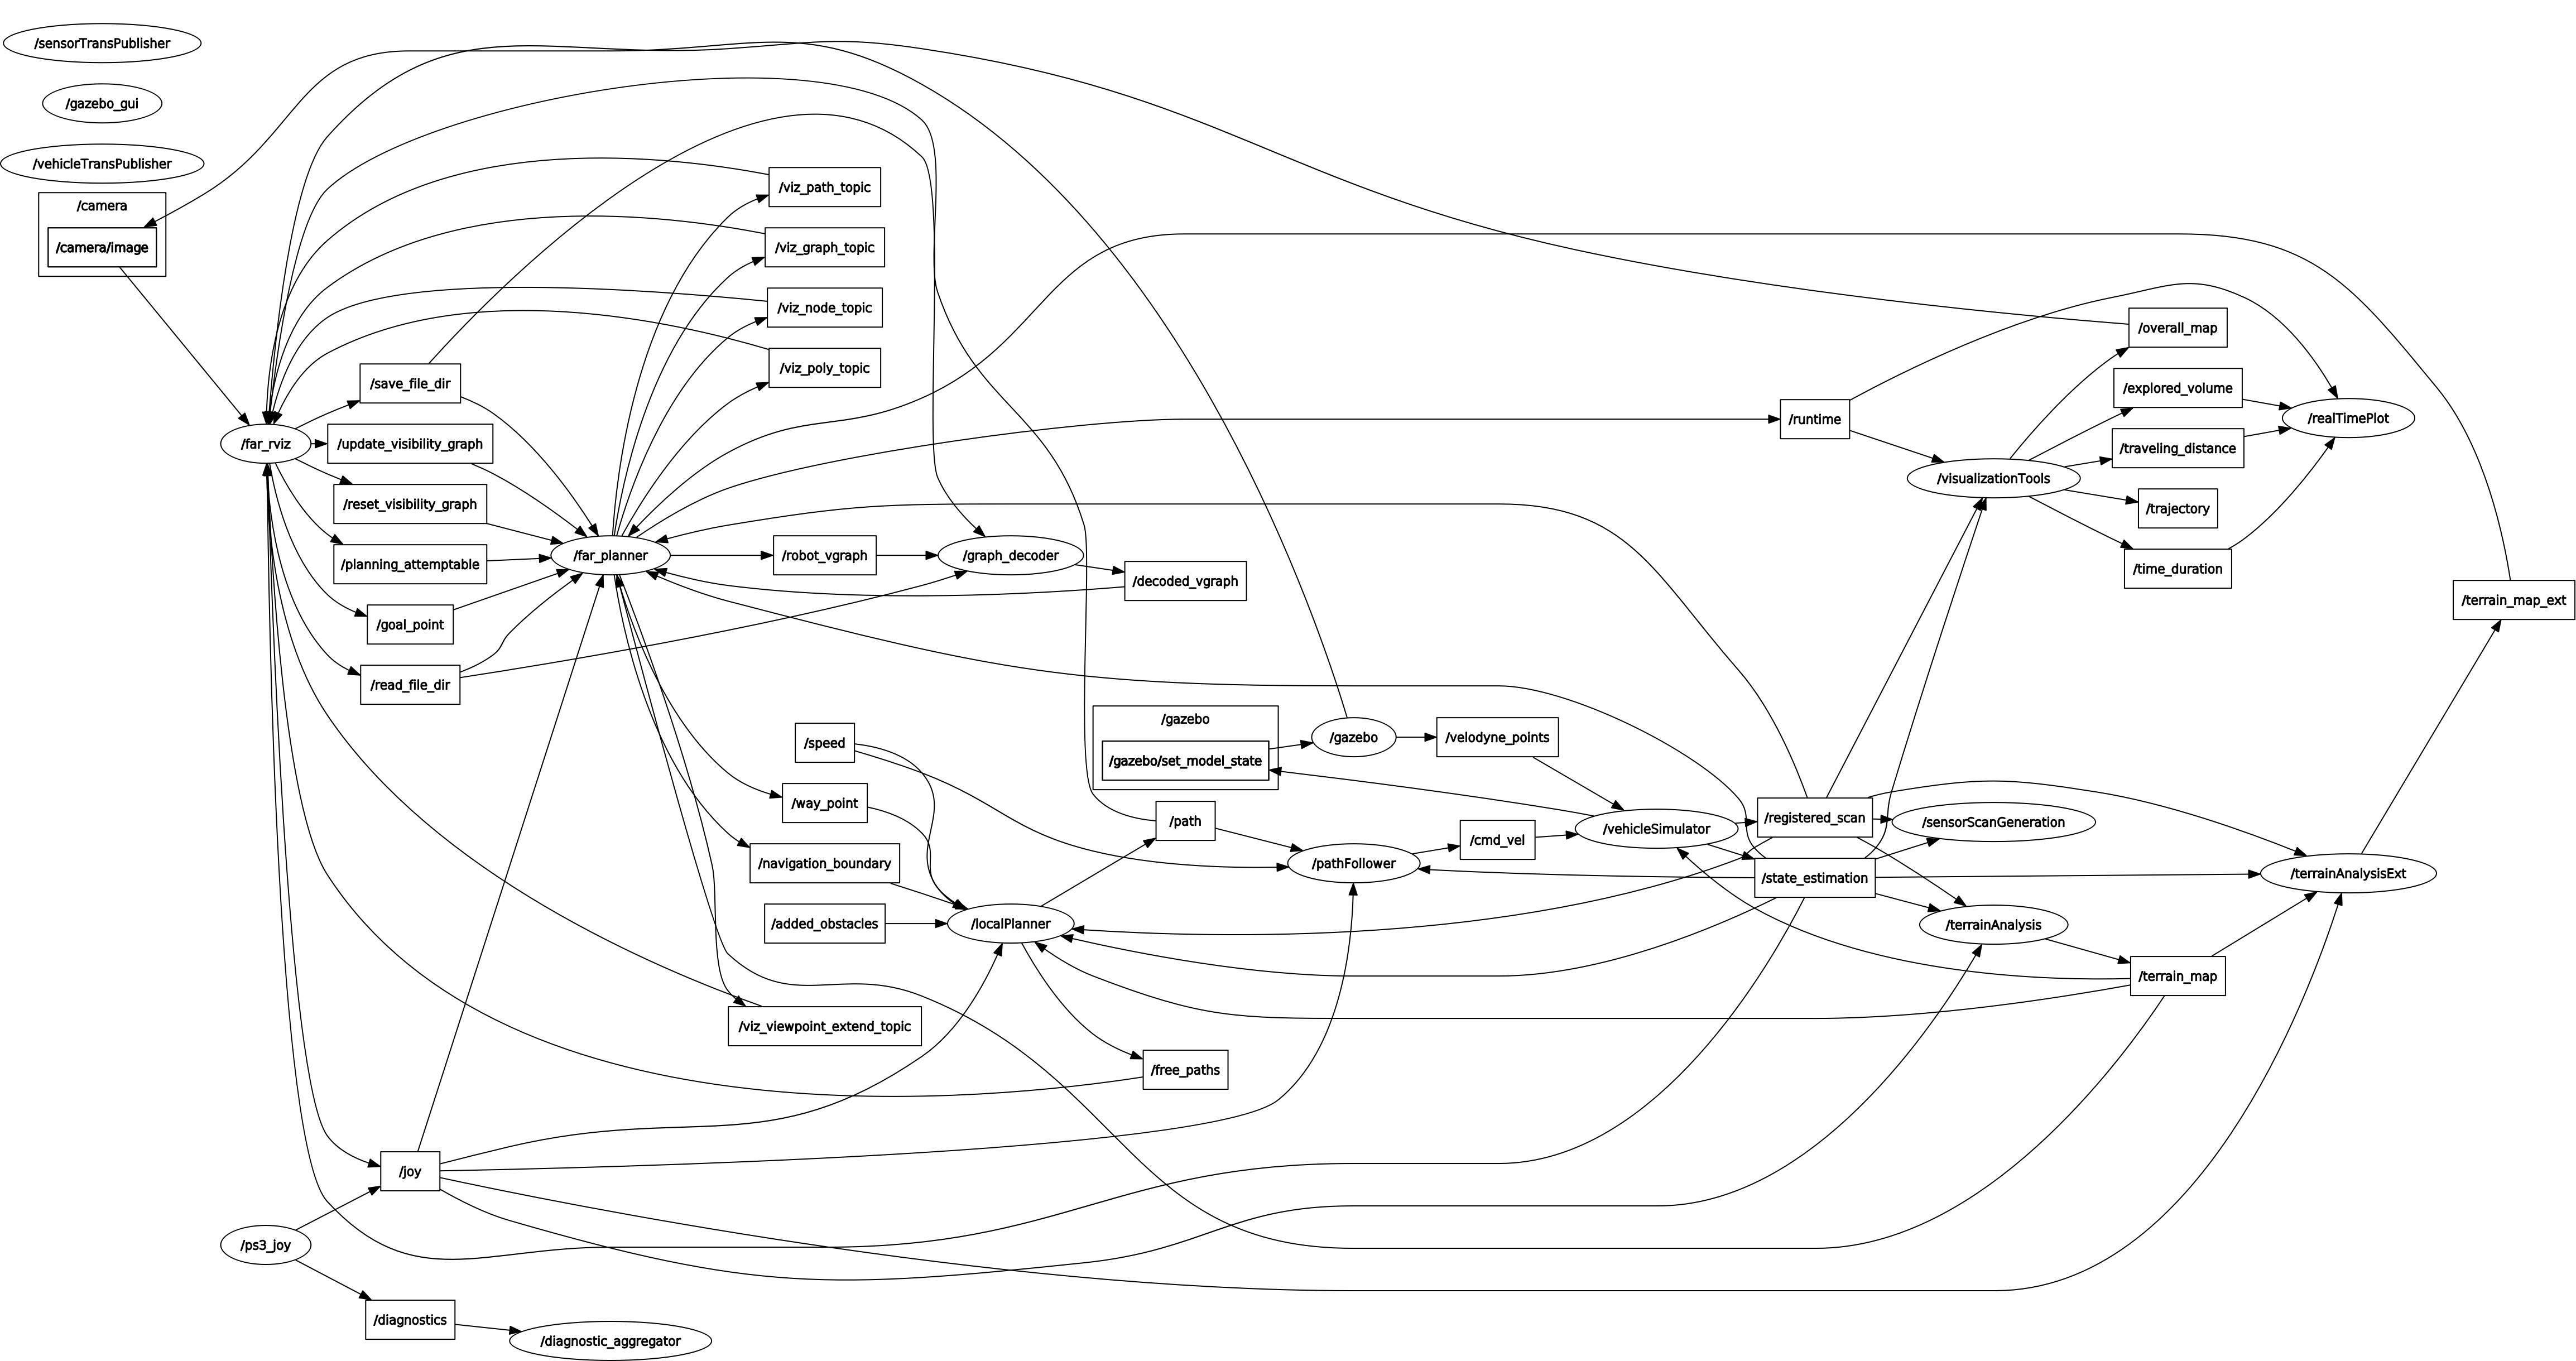 /sensorTransPublisher
/gazebo_gui
/vehicleTransPublisher
/camera
/camera/image
/far_rviz
/save_file_dir
/update_visibility_graph
/reset_visibility_graph
/planning_attemptable
/goal_point
/read_file_dir
/joy
/ps3_joy
/diagnostics
/diagnostic_aggregator
/far_planner
/viz_path_topic
/viz_graph_topic
/viz_node_topic
/viz_poly_topic
/robot_vgraph
/speed
/way_point
/navigation_boundary
/added_obstacles
/viz_viewpoint_extend_topic
/graph_decoder
/localPlanner
/decoded_vgraph
/gazebo
/gazebo/set_model_state
/path
/free_paths
/gazebo
/pathFollower
/velodyne_points
/cmd_vel
/vehicleSimulator
/runtime
/registered_scan
/state_estimation
/visualizationTools
/sensorScanGeneration
/terrainAnalysis
/overall_map
/explored_volume
/traveling_distance
/trajectory
/time_duration
/terrain_map
/realTimePlot
/terrainAnalysisExt
/terrain_map_ext